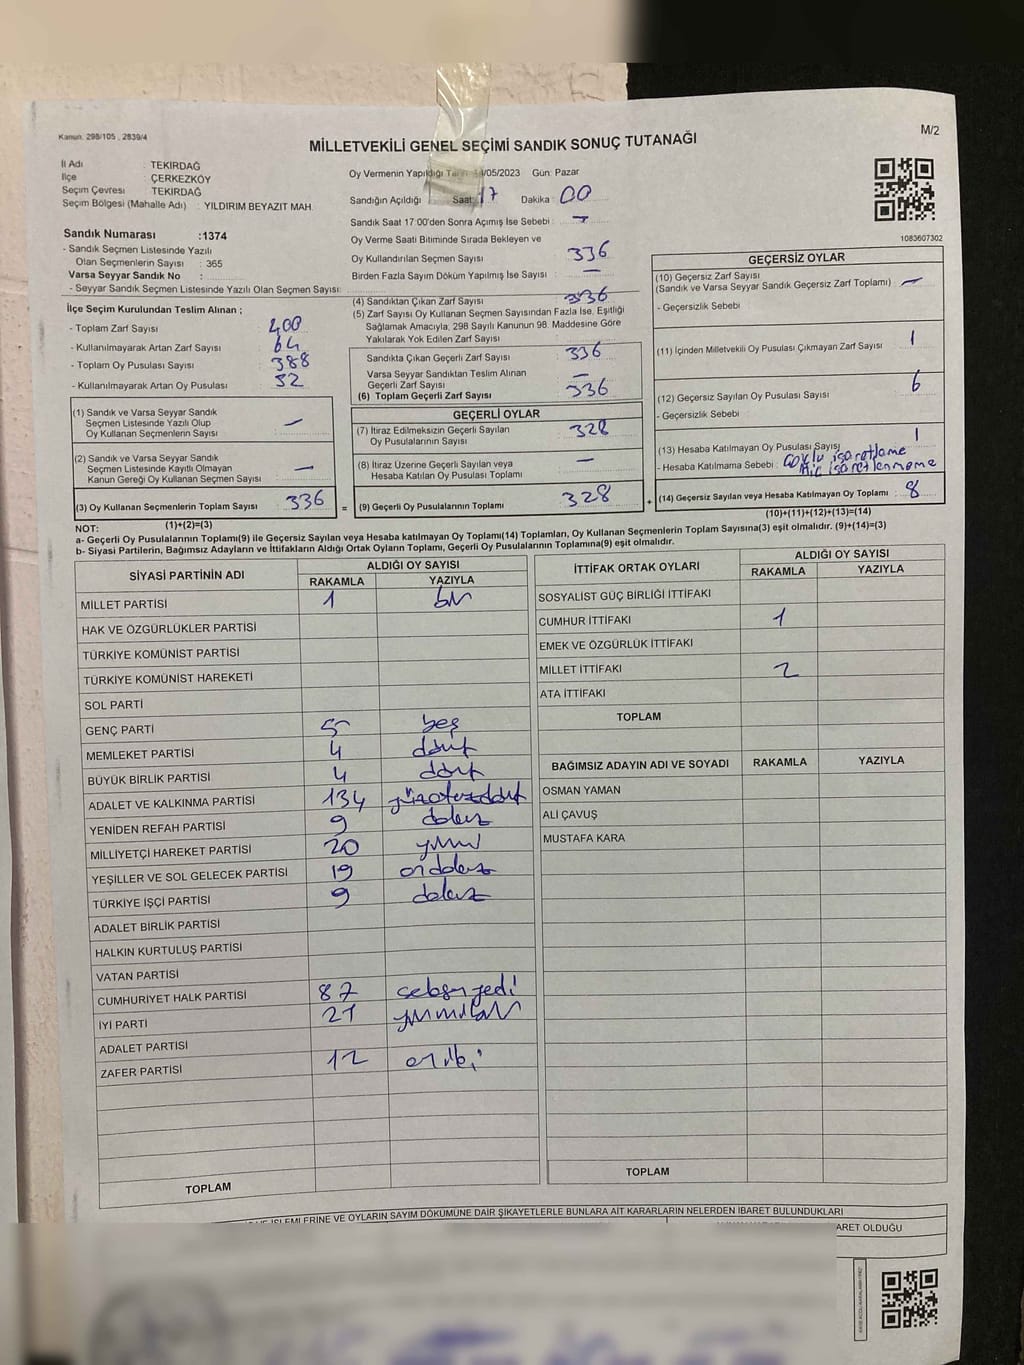 Kanun. 298/105 , 2839/4
M/2
MİLLETVEKİLİ GENEL SEÇİMİ SANDIK SONUÇ TUTANAĞI
İl Adı : TEKİRDAĞ
İlçe : ÇERKEZKÖY
Seçim Çevresi : TEKİRDAĞ
Seçim Bölgesi (Mahalle Adı) : YILDIRIM BEYAZIT MAH
Sandık Numarası :1374
- Sandık Seçmen Listesinde Yazılı
Olan Seçmenlerin Sayısı : 365
Varsa Seyyar Sandık No :
- Seyyar Sandık Seçmen Listesinde Yazılı Olan Seçmen Sayısı:
Oy Vermenin Yapıldığı /05/2023 Gün: Pazar
Sandığın Açıldığı Saat: 17 Dakika : 00
Sandık Saat 17:00'den Sonra Açımış İse Sebebi : -
Oy Verme Saati Bitiminde Sırada Bekleyen ve
Oy Kullandırılan Seçmen Sayısı : 336
Birden Fazla Sayım Döküm Yapılmış İse Sayısı : -
1083607302
İlçe Seçim Kurulundan Teslim Alınan ;
- Toplam Zarf Sayısı : 400
- Kullanılmayarak Artan Zarf Sayısı : 64
- Toplam Oy Pusulası Sayısı : 388
- Kullanılmayarak Artan Oy Pusulası : 52
(1) Sandık ve Varsa Seyyar Sandık
Seçmen Listesinde Yazılı Olup
Oy Kullanan Seçmenlerin Sayısı : -
(2) Sandık ve Varsa Seyyar Sandık
Seçmen Listesinde Kayıtlı Olmayan
Kanun Gereği Oy Kullanan Seçmen Sayısı : -
(3) Oy Kullanan Seçmenlerin Toplam Sayısı : 336
(1)+(2)=(3)
(4) Sandıktan Çıkan Zarf Sayısı : 336
(5) Zarf Sayısı Oy Kullanan Seçmen Sayısından Fazla İse, Eşitliği
Sağlamak Amacıyla, 298 Sayılı Kanunun 98. Maddesine Göre
Yakılarak Yok Edilen Zarf Sayısı :
Sandıkta Çıkan Geçerli Zarf Sayısı : 336
Varsa Seyyar Sandıktan Teslim Alınan
Geçerli Zarf Sayısı : -
(6) Toplam Geçerli Zarf Sayısı : 336
GEÇERLİ OYLAR
(7) İtiraz Edilmeksizin Geçerli Sayılan
Oy Pusulalarının Sayısı : 328
(8) İtiraz Üzerine Geçerli Sayılan veya
Hesaba Katılan Oy Pusulası Toplamı : -
= (9) Geçerli Oy Pusulalarının Toplamı : 328
GEÇERSİZ OYLAR
(10) Geçersiz Zarf Sayısı
(Sandık ve Varsa Seyyar Sandık Geçersiz Zarf Toplamı) : -
- Geçersizlik Sebebi :
(11) İçinden Milletvekili Oy Pusulası Çıkmayan Zarf Sayısı : 1
(12) Geçersiz Sayılan Oy Pusulası Sayısı : 6
- Geçersizlik Sebebi :
(13) Hesaba Katılmayan Oy Pusulası Sayısı : 1
- Hesaba Katılmama Sebebi : Çoklu işaretleme
Hiç işaretlenmeme
+ (14) Geçersiz Sayılan veya Hesaba Katılmayan Oy Toplamı : 8
(10)+(11)+(12)+(13)=(14)
NOT:
a- Geçerli Oy Pusulalarının Toplamı(9) ile Geçersiz Sayılan veya Hesaba katılmayan Oy Toplamı(14) Toplamları, Oy Kullanan Seçmenlerin Toplam Sayısına(3) eşit olmalıdır. (9)+(14)=(3)
b- Siyasi Partilerin, Bağımsız Adayların ve İttifakların Aldığı Ortak Oyların Toplamı, Geçerli Oy Pusulalarının Toplamına(9) eşit olmalıdır.
SİYASİ PARTİNİN ADI ALDIĞI OY SAYISI
RAKAMLA YAZIYLA
MİLLET PARTİSİ 1 bir
HAK VE ÖZGÜRLÜKLER PARTİSİ
TÜRKİYE KOMÜNİST PARTİSİ
TÜRKİYE KOMÜNİST HAREKETİ
SOL PARTİ
GENÇ PARTİ 5 beş
MEMLEKET PARTİSİ 4 dört
BÜYÜK BİRLİK PARTİSİ 4 dört
ADALET VE KALKINMA PARTİSİ 134 yüzotuzdört
YENİDEN REFAH PARTİSİ 9 dokuz
MİLLİYETÇİ HAREKET PARTİSİ 20 yirmi
YEŞİLLER VE SOL GELECEK PARTİSİ 19 ondokuz
TÜRKİYE İŞÇİ PARTİSİ 9 dokuz
ADALET BİRLİK PARTİSİ
HALKIN KURTULUŞ PARTİSİ
VATAN PARTİSİ
CUMHURİYET HALK PARTİSİ 87 seksenyedi
İYİ PARTİ 21 yirmibir
ADALET PARTİSİ
ZAFER PARTİSİ 12 oniki
TOPLAM
İTTİFAK ORTAK OYLARI ALDIĞI OY SAYISI
RAKAMLA YAZIYLA
SOSYALİST GÜÇ BİRLİĞİ İTTİFAKI
CUMHUR İTTİFAKI 1
EMEK VE ÖZGÜRLÜK İTTİFAKI
MİLLET İTTİFAKI 2
ATA İTTİFAKI
TOPLAM
BAĞIMSIZ ADAYIN ADI VE SOYADI RAKAMLA YAZIYLA
OSMAN YAMAN
ALİ ÇAVUŞ
MUSTAFA KARA
TOPLAM
İŞLEMLERİNE VE OYLARIN SAYIM DÖKÜMÜNE DAİR ŞİKAYETLERLE BUNLARA AİT KARARLARIN NELERDEN İBARET BULUNDUKLARI
ARET OLDUĞU